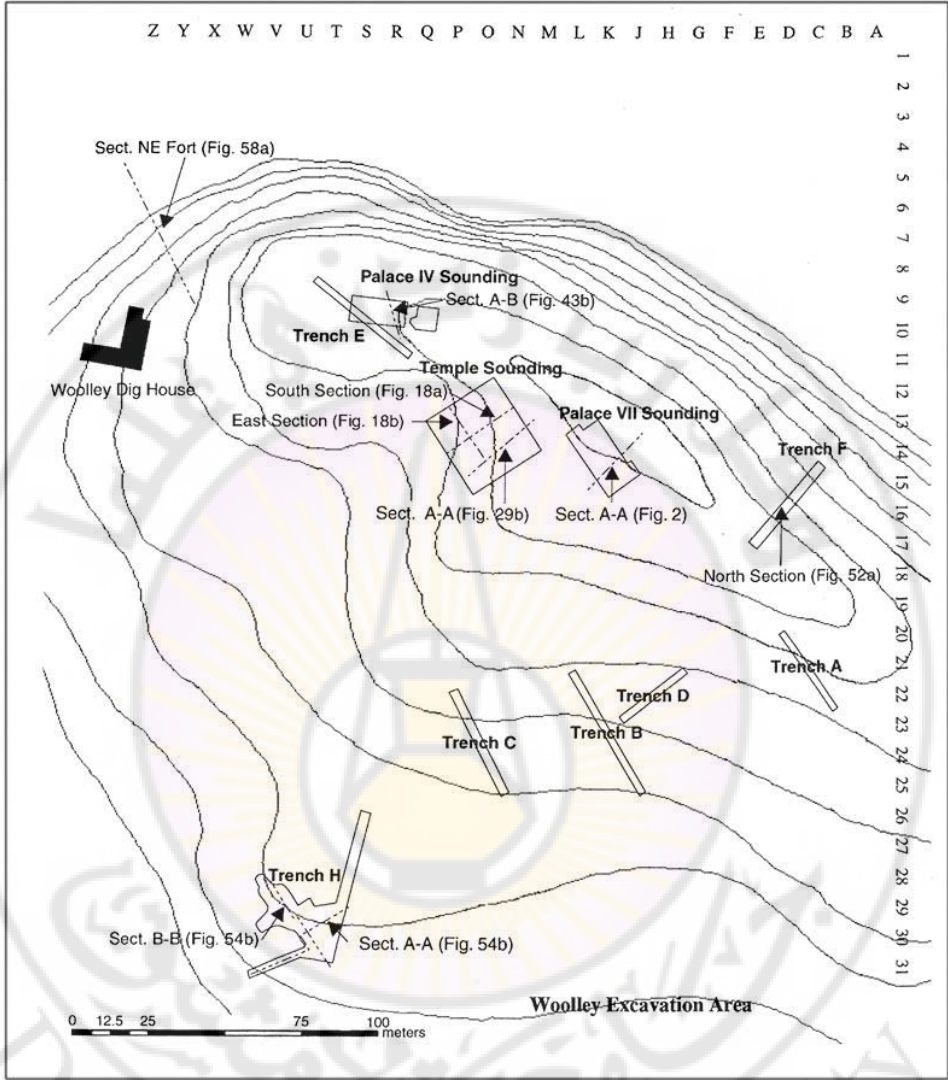 Z Y X W V U T S R Q P O N M L K J H G F E D C B A
1
2
3
4
5
6
7
8
9
10
11
12
13
14
15
16
17
18
19
20
21
22
23
24
25
26
27
28
29
30
31
Sect. NE Fort (Fig. 58a)
Palace IV Sounding
Sect. A-B (Fig. 43b)
Trench E
Temple Sounding
Woolley Dig House
South Section (Fig. 18a)
East Section (Fig. 18b)
Palace VII Sounding
Trench F
Sect. A-A (Fig. 29b)
Sect. A-A (Fig. 2)
North Section (Fig. 52a)
Trench A
Trench D
Trench B
Trench C
Trench H
Sect. B-B (Fig. 54b)
Sect. A-A (Fig. 54b)
Woolley Excavation Area
0 12.5 25 75 100
meters